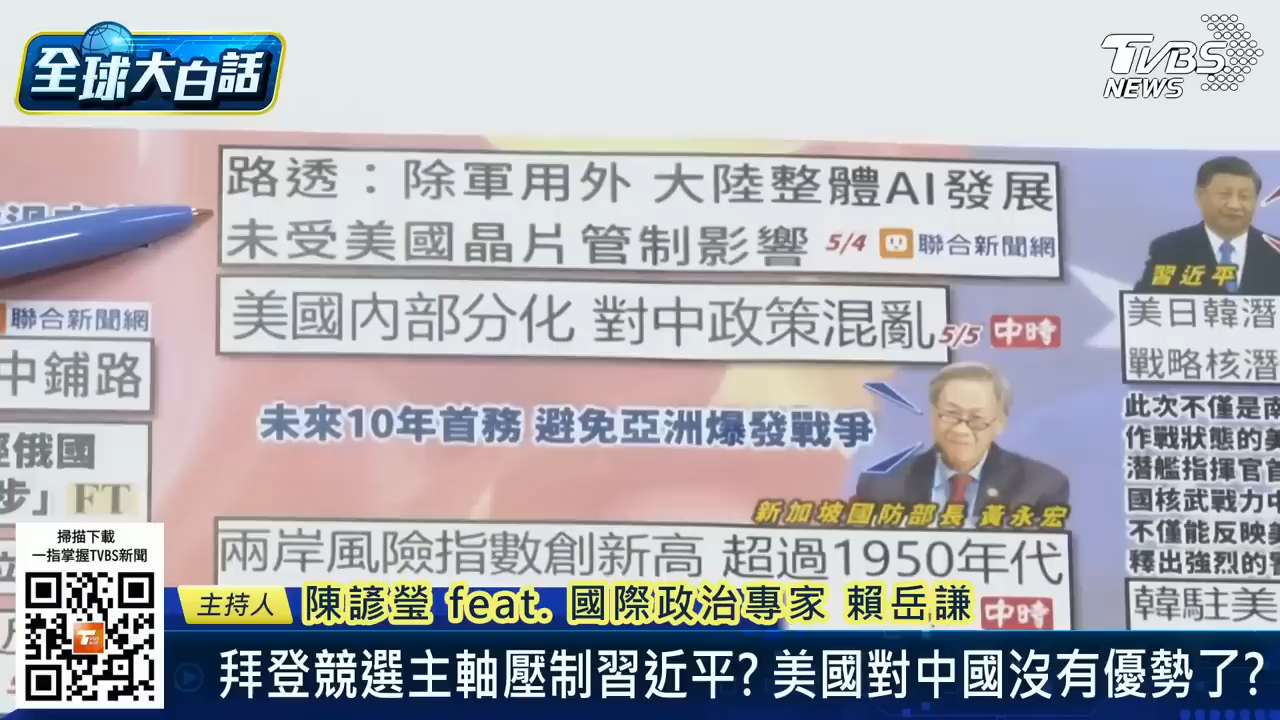 全球大白話
TVBS
NEWS
路透：除軍用外 大陸整體AI發展
未受美國晶片管制影響 5/4 聯合新聞網
美國內部分化 對中政策混亂 5/5 中時
未來10年首務 避免亞洲爆發戰爭
新加坡國防部長 黃永宏
兩岸風險指數創新高 超過1950年代
中時
聯合新聞網
中鋪路
俄國
步」 FT
習近平
美日韓潛
戰略核潛
此次不僅是南
作戰狀態的美
潛艦指揮官首
國核武戰力中
不僅能反映美
釋出強烈的
韓駐美
掃描下載
一指掌握TVBS新聞
主持人 陳諺瑩 feat. 國際政治專家 賴岳謙
拜登競選主軸壓制習近平? 美國對中國沒有優勢了?